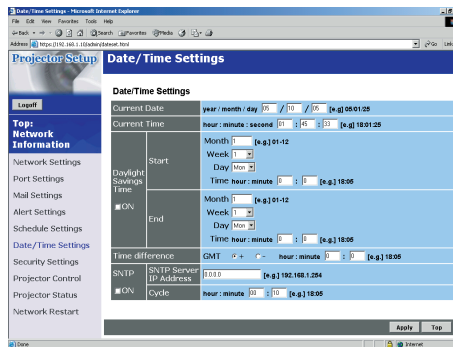 Date/Time Settings - Microsoft Internet Explorer
File Edit View Favorites Tools Help
Back Search Favorites Media
Address https://192.168.1.10/admin/dateset.html Go Link
Projector Setup
Date/Time Settings
Logoff
Top:
Network
Information
Network Settings
Port Settings
Mail Settings
Alert Settings
Schedule Settings
Date/Time Settings
Security Settings
Projector Control
Projector Status
Network Restart
Date/Time Settings
Current Date year / month / day 05 / 10 / 05 [e.g] 05/01/25
Current Time hour : minute : second 01 : 45 : 33 [e.g] 18:01:25
Daylight
Savings
Time
ON
Start
Month 1 [e.g.] 01-12
Week 1
Day Mon
Time hour : minute 0 : 0 [e.g.] 18:05
End
Month 1 [e.g.] 01-12
Week 1
Day Mon
Time hour : minute 0 : 0 [e.g.] 18:05
Time difference GMT + - hour : minute 0 : 0 [e.g.] 18:05
SNTP
ON
SNTP Server
IP Address 0.0.0.0 [e.g.] 192.168.1.254
Cycle hour : minute 00 : 10 [e.g.] 18:05
Apply Top
Done Internet